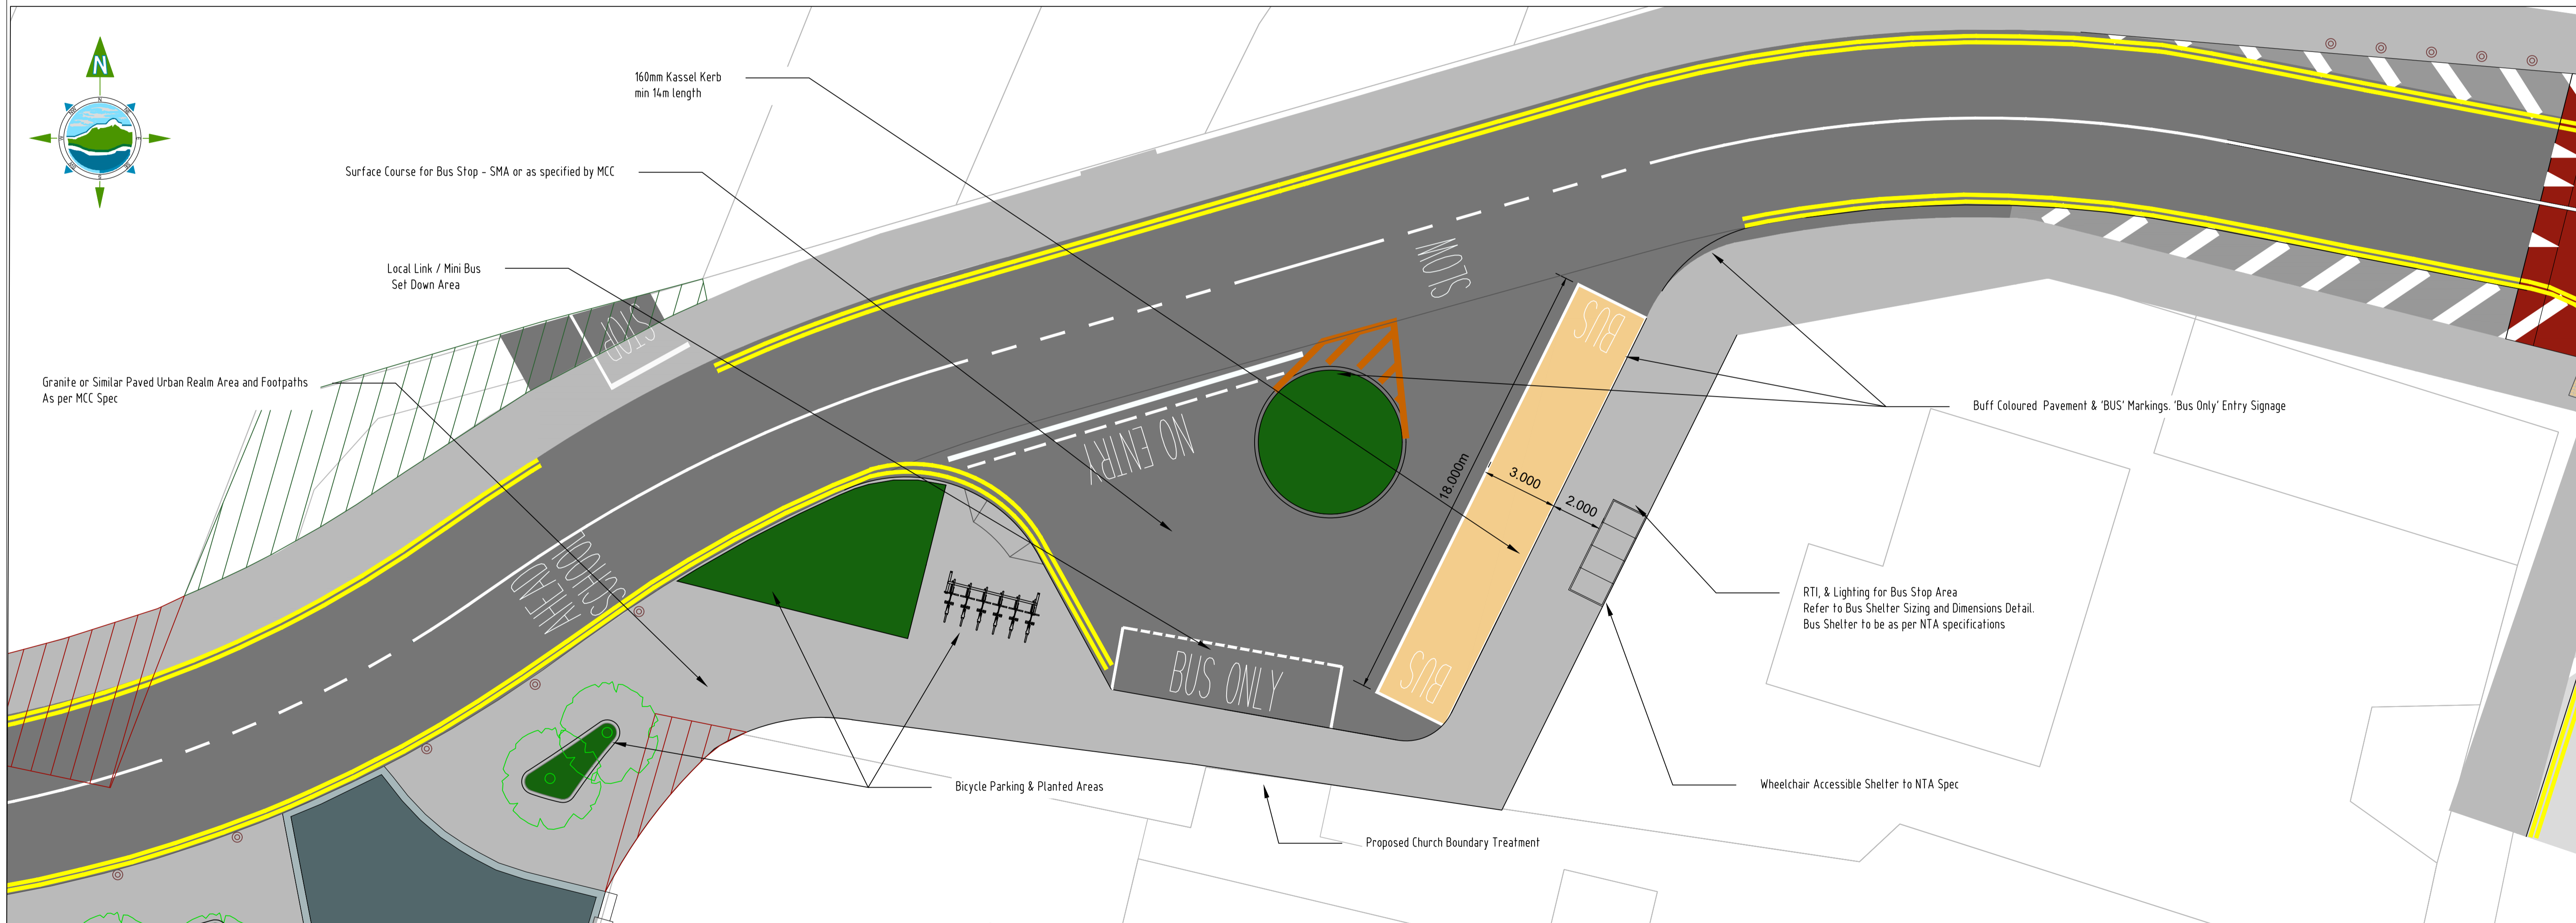 N
160mm Kassel Kerb
min 14m length
Surface Course for Bus Stop - SMA or as specified by MCC
Local Link / Mini Bus
Set Down Area
Granite or Similar Paved Urban Realm Area and Footpaths
As per MCC Spec
STOP
SLOW
BUS
NO ENTRY
18.000m
3.000
2.000
Buff Coloured Pavement & 'BUS' Markings. 'Bus Only' Entry Signage
SCHOOL
AHEAD
BUS ONLY
BUS
RTI, & Lighting for Bus Stop Area
Refer to Bus Shelter Sizing and Dimensions Detail.
Bus Shelter to be as per NTA specifications
Bicycle Parking & Planted Areas
Wheelchair Accessible Shelter to NTA Spec
Proposed Church Boundary Treatment